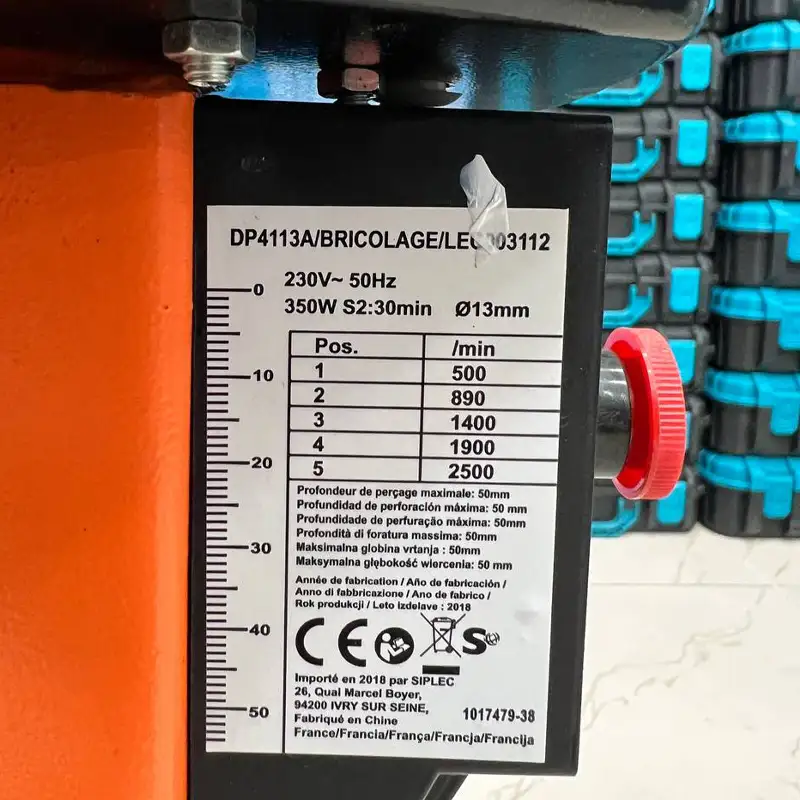 DP4113A/BRICOLAGE/LEC003112
230V~ 50Hz
350W S2:30min Ø13mm
Pos. /min
1 500
2 890
3 1400
4 1900
5 2500
0
10
20
30
40
50
Profondeur de perçage maximale: 50mm
Profundidad de perforación máxima: 50 mm
Profundidade de perfuração máxima: 50mm
Profondità di foratura massima: 50mm
Maksimalna globina vrtanja : 50mm
Maksymalna głębokość wiercenia: 50 mm
Année de fabrication / Año de fabricación /
Anno di fabbricazione / Ano de fabrico /
Rok produkcji / Leto izdelave : 2018
CE S
Importé en 2018 par SIPLEC
26, Quai Marcel Boyer,
94200 IVRY SUR SEINE,
Fabriqué en Chine 1017479-38
France/Francia/França/Francja/Francija